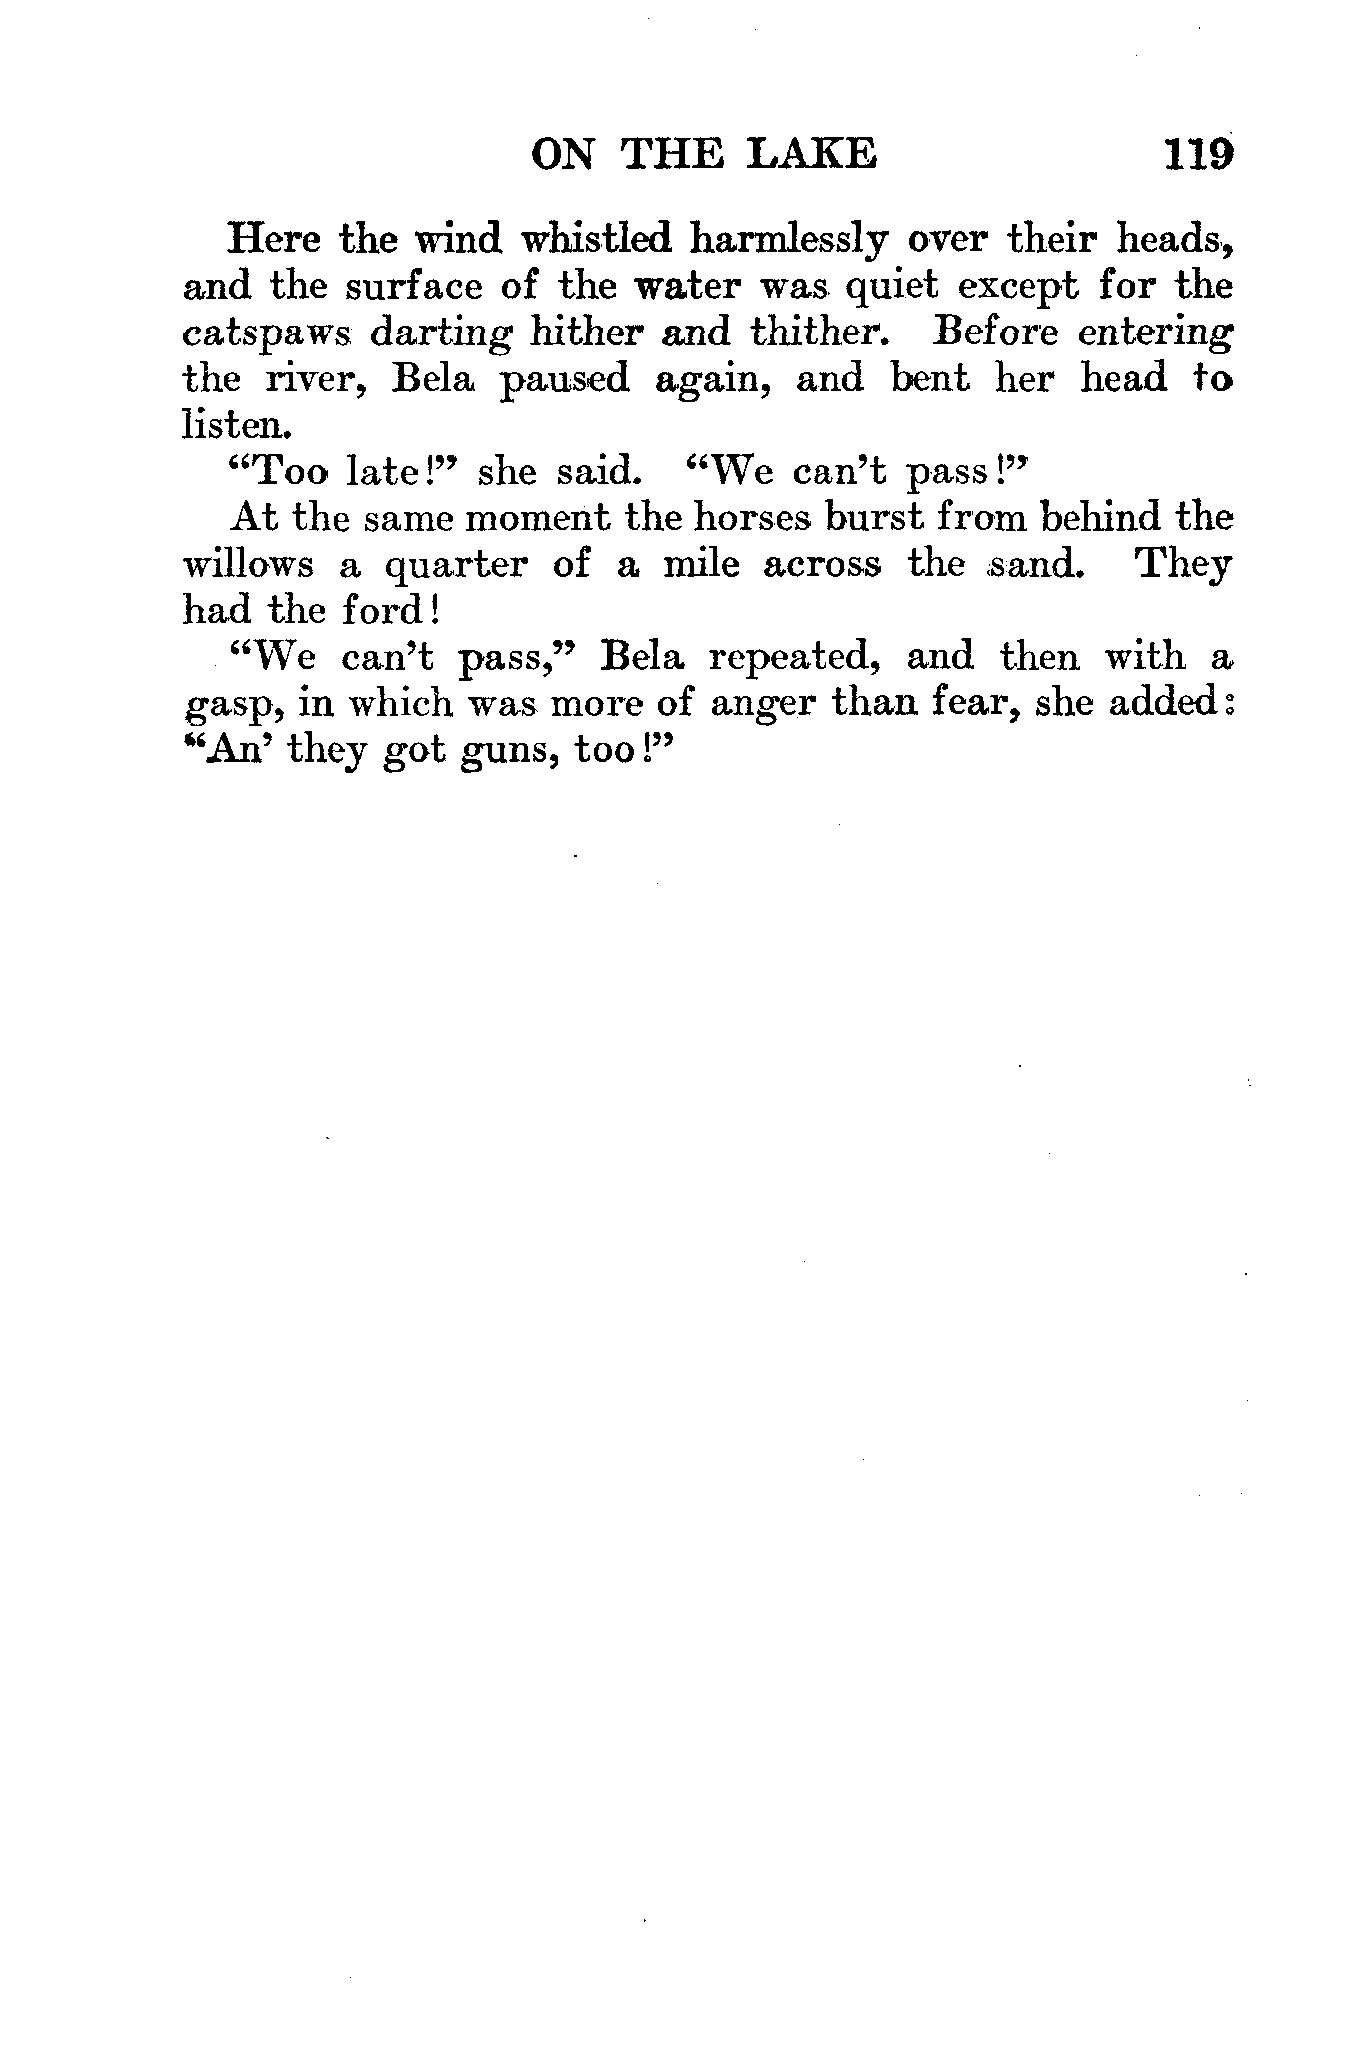 ON THE LAKE 119
Here the wind whistled harmlessly over their heads,
and the surface of the water was quiet except for the
catspaws darting hither and thither. Before entering
the river, Bela paused again, and bent her head to
listen.
“Too late!” she said. “We can’t pass!”
At the same moment the horses burst from behind the
willows a quarter of a mile across the sand. They
had the ford!
“We can’t pass,” Bela repeated, and then with a
gasp, in which was more of anger than fear, she added:
“An’ they got guns, too!”